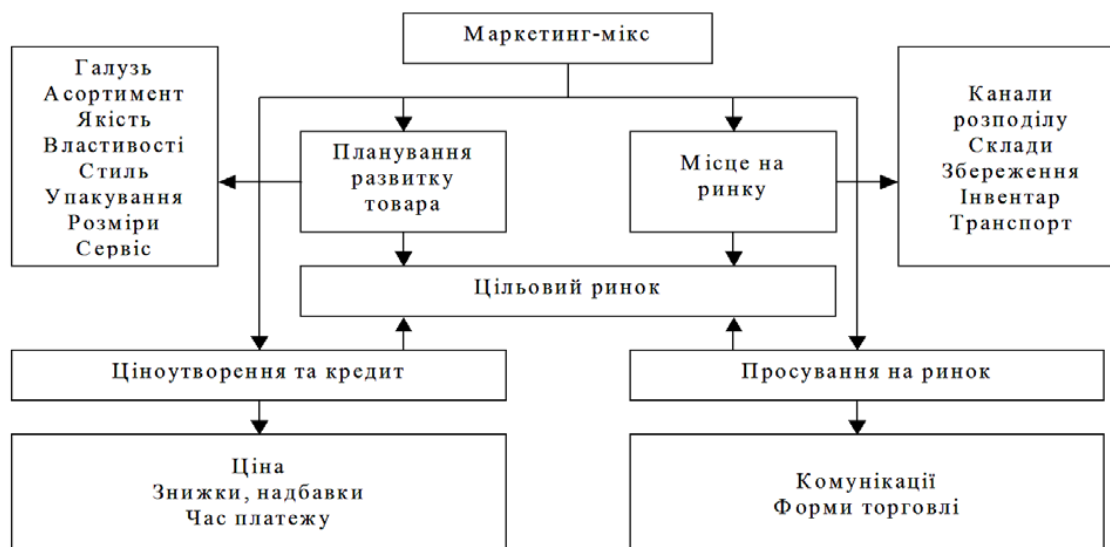 Маркетинг-мікс
Галузь
Асортимент
Якість
Властивості
Стиль
Упакування
Розміри
Сервіс
Планування
развитку
товара
Місце на
ринку
Канали
розподілу
Склади
Збереження
Інвентар
Транспорт
Цільовий ринок
Ціноутворення та кредит
Просування на ринок
Ціна
Знижки, надбавки
Час платежу
Комунікації
Форми торговлі